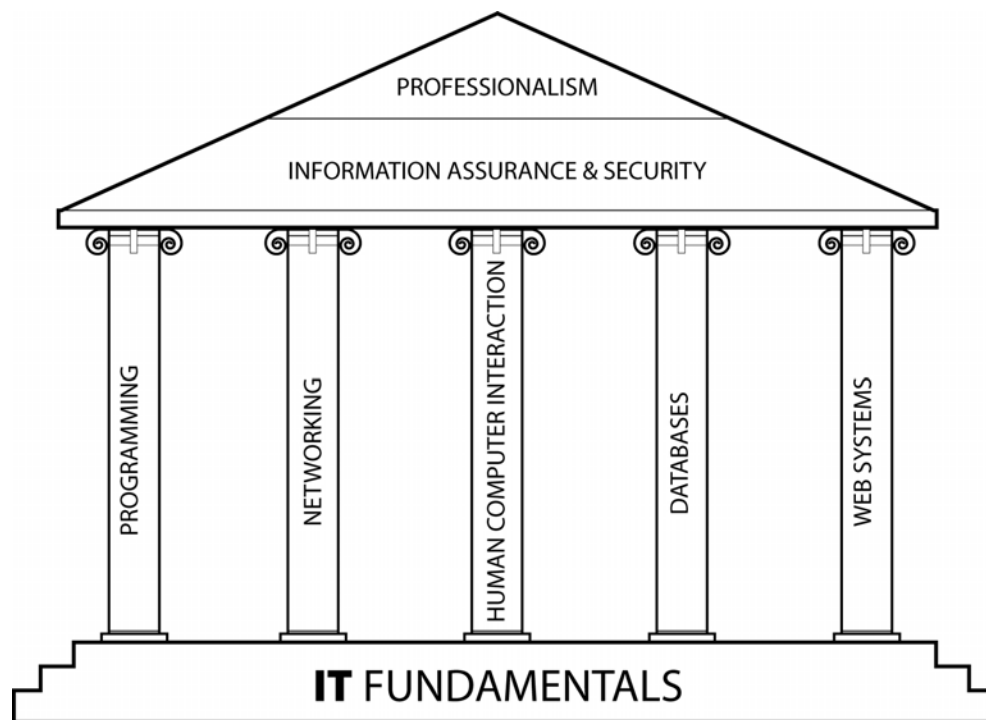 PROFESSIONALISM
INFORMATION ASSURANCE & SECURITY
PROGRAMMING
NETWORKING
HUMAN COMPUTER INTERACTION
DATABASES
WEB SYSTEMS
IT FUNDAMENTALS